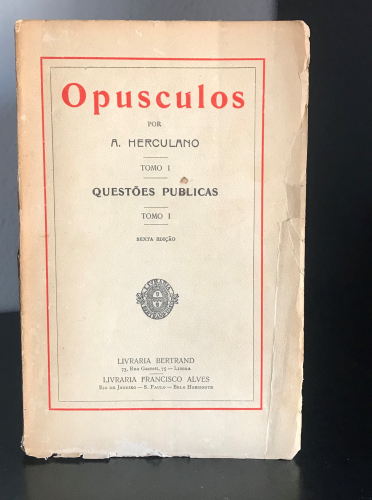 Opusculos
POR
A. HERCULANO
TOMO I
QUESTÕES PUBLICAS
TOMO I
SEXTA EDIÇÃO
LIVRARIA BERTRAND
73, Rua Garrett, 75 — Lisboa
LIVRARIA FRANCISCO ALVES
Rio de Janeiro — S. Paulo — Belo Horizonte